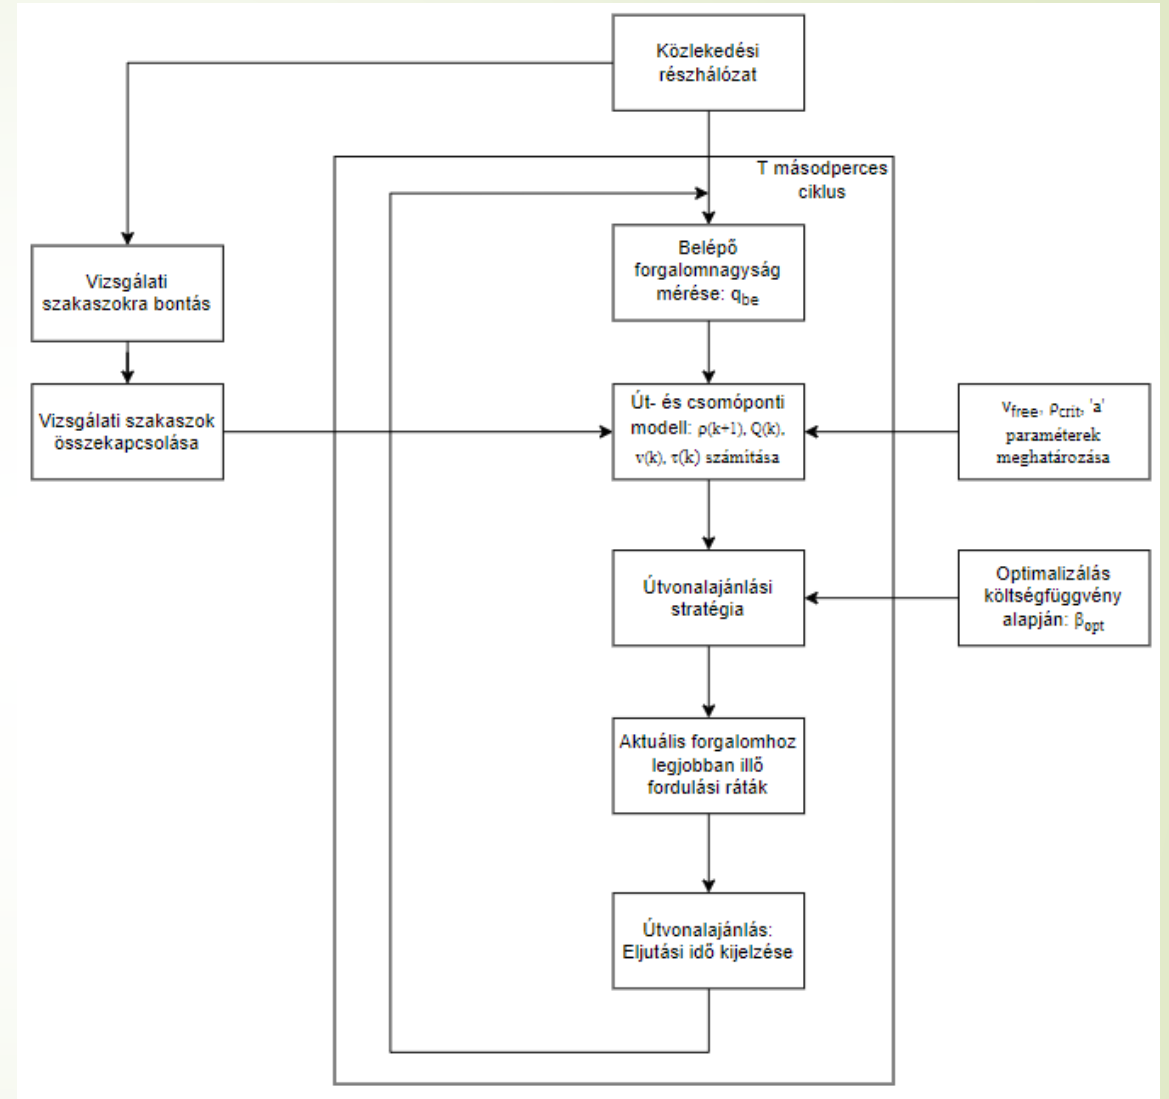 Közlekedési
részhálózat
T másodperces
ciklus
Belépő
forgalomnagyság
mérése: qbe
Vizsgálati
szakaszokra bontás
Vizsgálati szakaszok
összekapcsolása
Út- és csomóponti
modell: ρ(k+1), Q(k),
v(k), τ(k) számítása
vfree, ρcrit, 'a'
paraméterek
meghatározása
Útvonalajánlási
stratégia
Optimalizálás
költségfüggvény
alapján: βopt
Aktuális forgalomhoz
legjobban illő
fordulási ráták
Útvonalajánlás:
Eljutási idő kijelzése